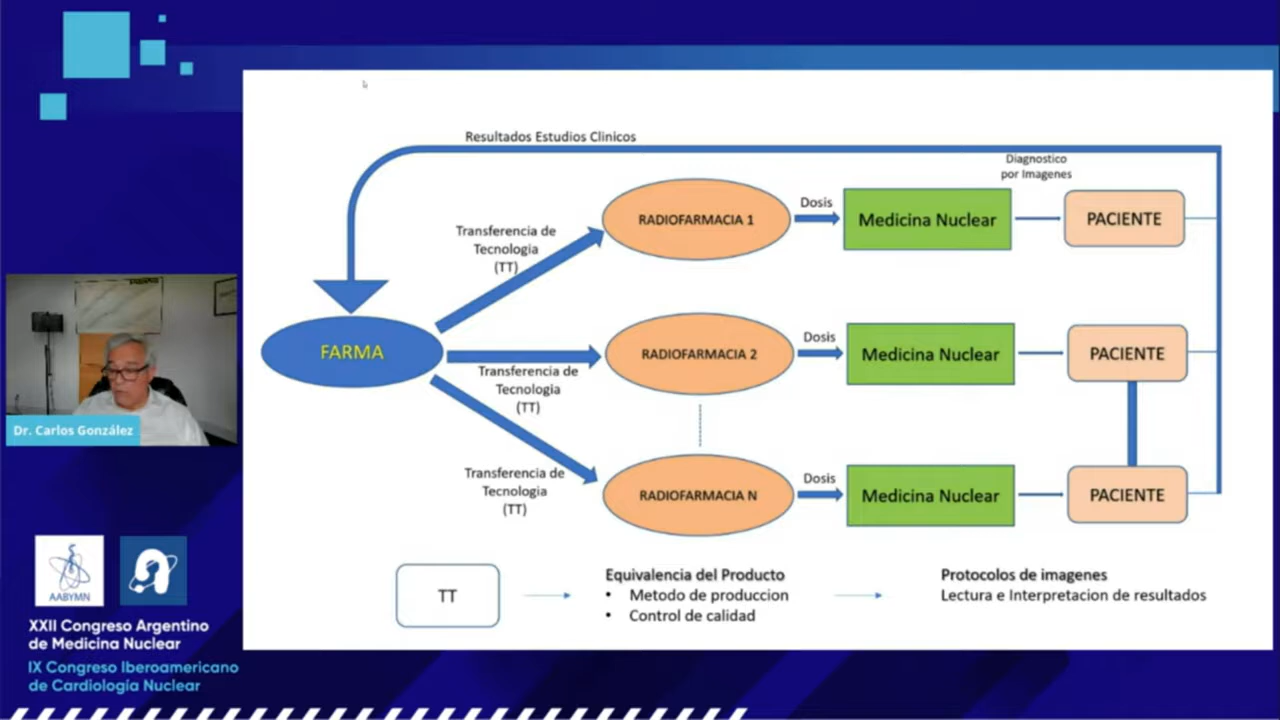 Resultados Estudios Clinicos
Diagnostico
por Imagenes
RADIOFARMACIA 1
Dosis
Medicina Nuclear
PACIENTE
Transferencia de
Tecnologia
(TT)
FARMA
RADIOFARMACIA 2
Dosis
Medicina Nuclear
PACIENTE
Transferencia de
Tecnologia
(TT)
Transferencia de
Tecnologia
(TT)
RADIOFARMACIA N
Dosis
Medicina Nuclear
PACIENTE
TT
Equivalencia del Producto
• Metodo de produccion
• Control de calidad
Protocolos de imagenes
Lectura e Interpretacion de resultados
Dr. Carlos González
AABYMN
XXII Congreso Argentino
de Medicina Nuclear
IX Congreso Iberoamericano
de Cardiología Nuclear